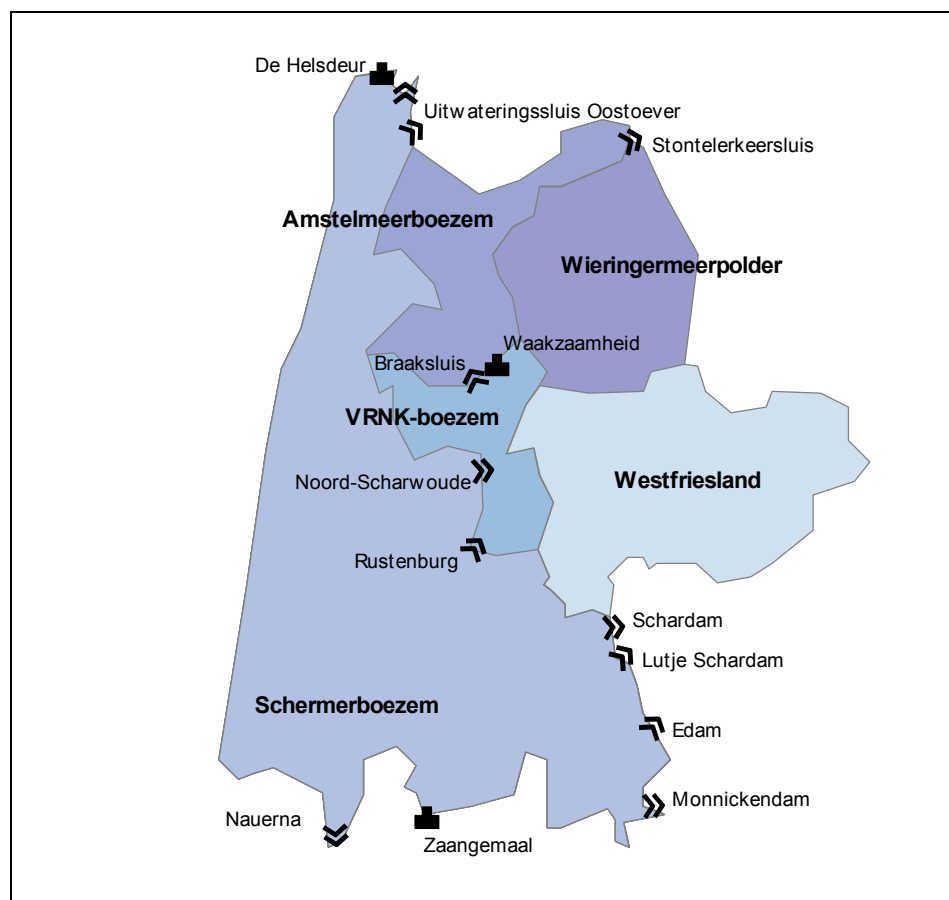 De Helsdeur
Uitwateringssluis Oostoever
Stontelerkeersluis
Amstelmeerboezem
Wieringermeerpolder
Waakzaamheid
Braaksluis
VRNK-boezem
Noord-Scharwoude
Westfriesland
Rustenburg
Schardam
Lutje Schardam
Schermerboezem
Edam
Monnickendam
Nauerna
Zaangemaal